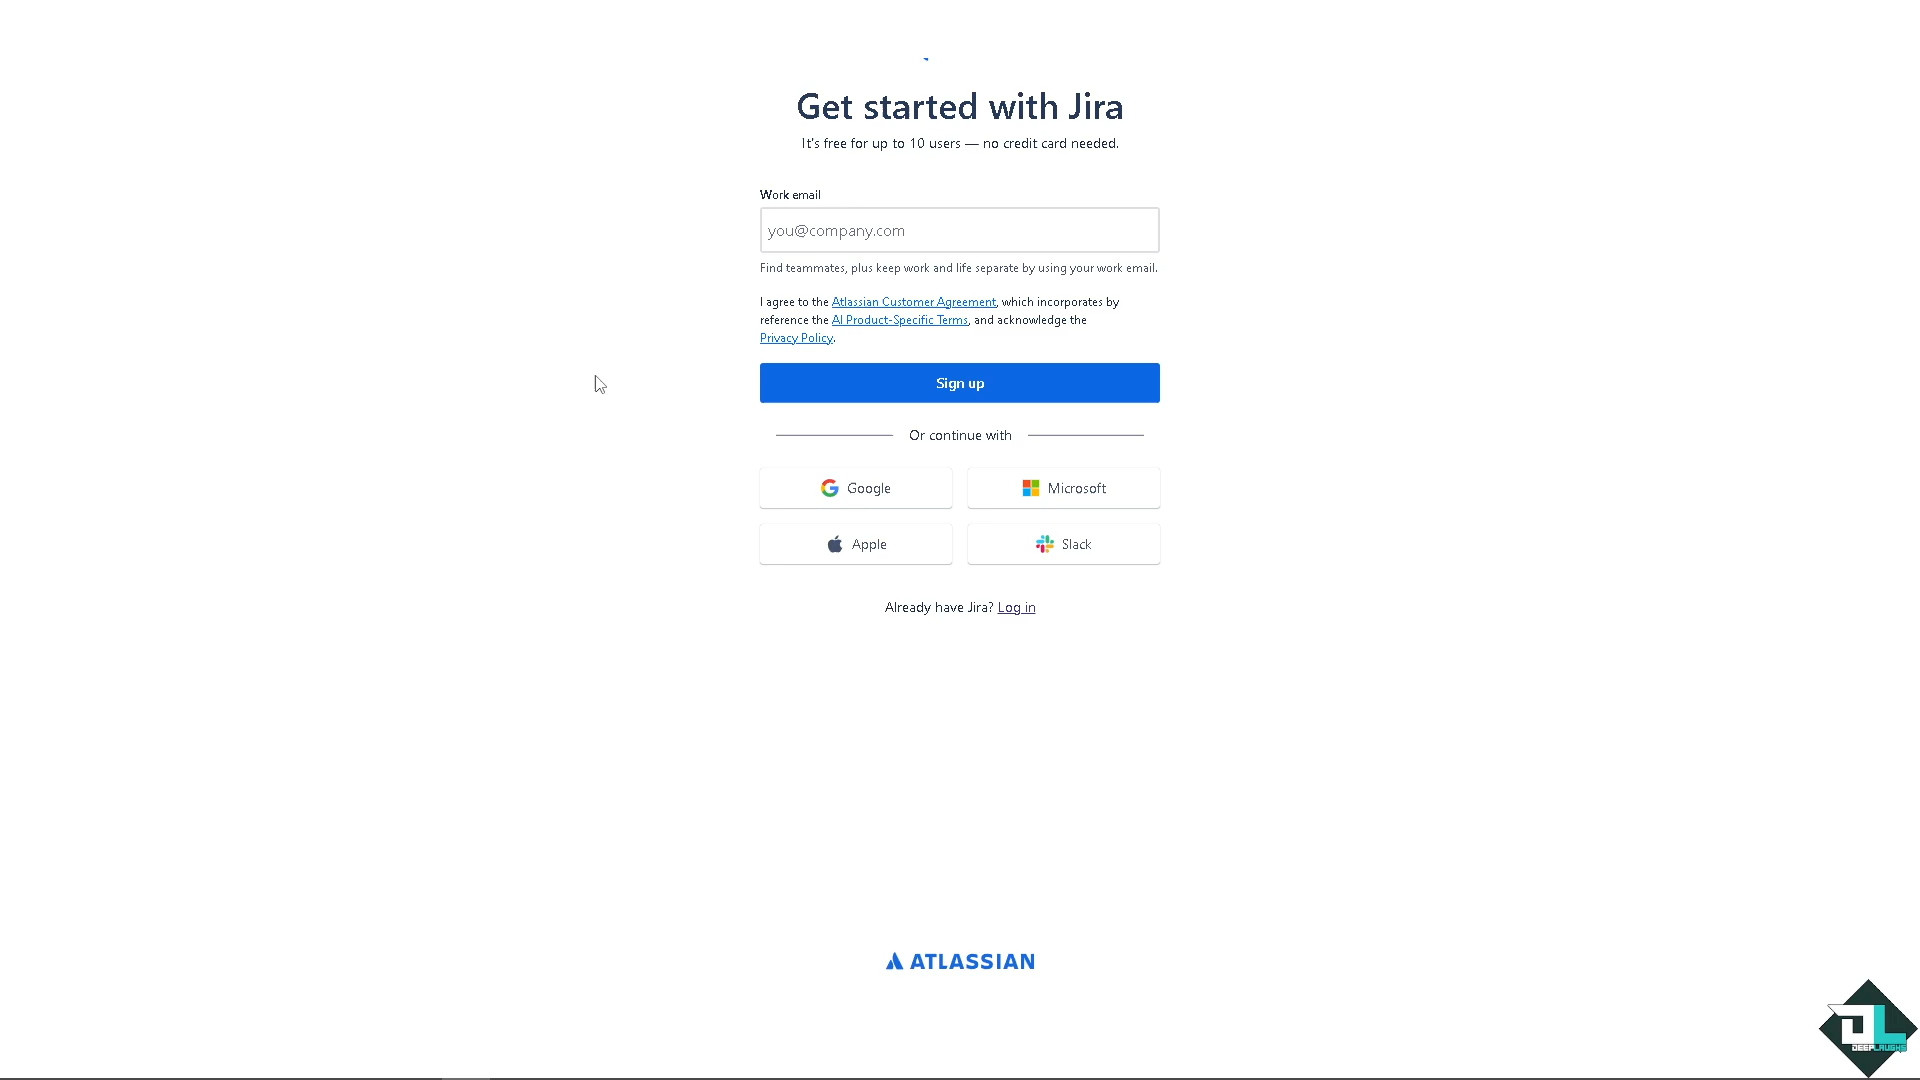 Get started with Jira
It's free for up to 10 users — no credit card needed.
Work email
you@company.com
Find teammates, plus keep work and life separate by using your work email.
I agree to the Atlassian Customer Agreement, which incorporates by
reference the AI Product-Specific Terms, and acknowledge the
Privacy Policy.
Sign up
Or continue with
Google
Microsoft
Apple
Slack
Already have Jira? Log in
ATLASSIAN
DL
DEEPLAUGHS